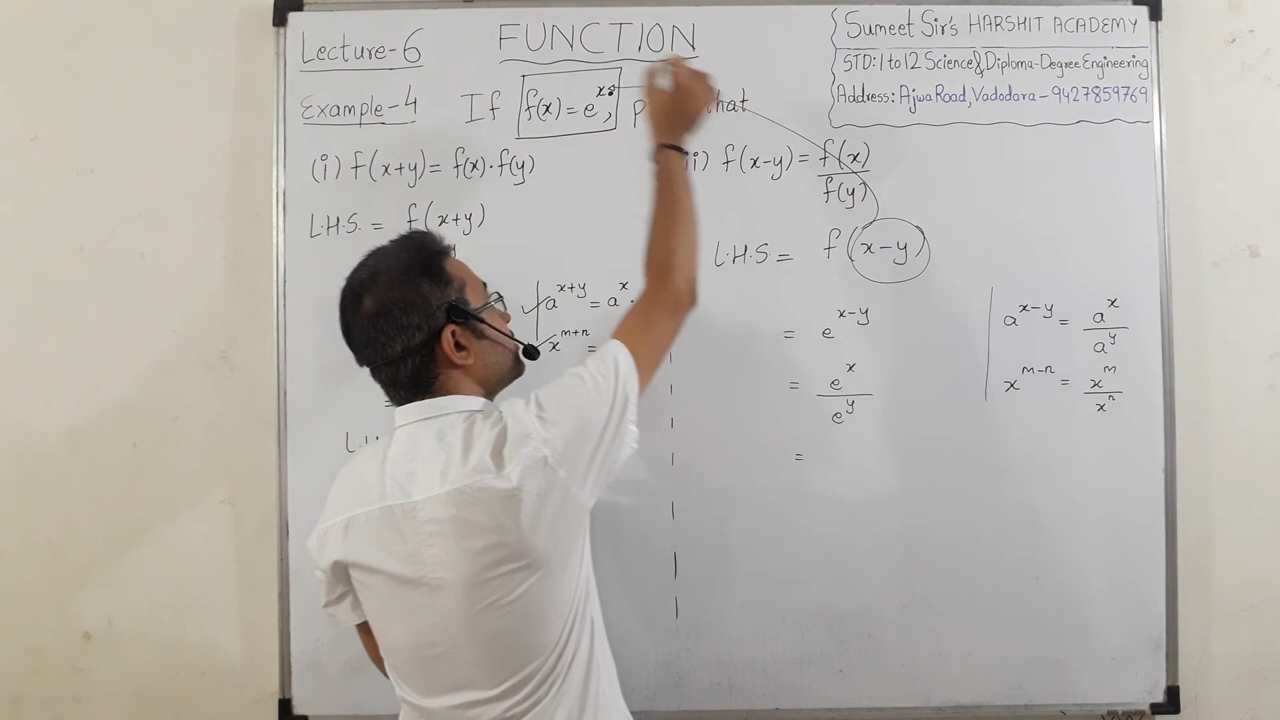 Lecture-6
FUNCTION
Sumeet Sir's HARSHIT ACADEMY
STD: 1 to 12 Science & Diploma-Degree Engineering
Address: Ajwa Road, Vadodara - 9427859769
Example-4 If f(x) = e^x, that
(i) f(x+y) = f(x)·f(y)
ii) f(x-y) = f(x)/f(y)
L.H.S. = f(x+y)
L.H.S = f(x-y)
a^(x+y) = a^x ·
x^(m+n) =
= e^(x-y)
= e^x/e^y
=
a^(x-y) = a^x/a^y
x^(m-n) = x^m/x^n